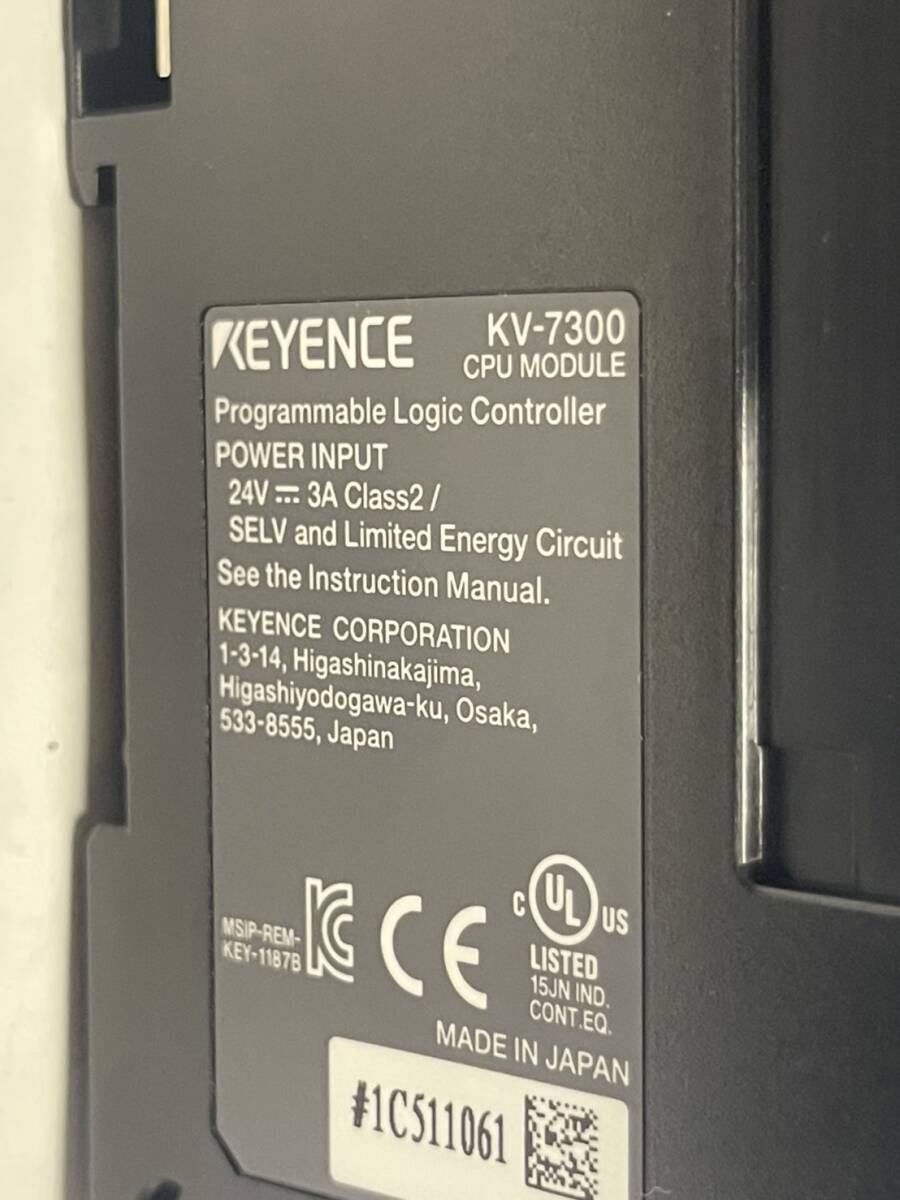 KEYENCE
KV-7300
CPU MODULE
Programmable Logic Controller
POWER INPUT
24V⎓ 3A Class2 /
SELV and Limited Energy Circuit
See the Instruction Manual.
KEYENCE CORPORATION
1-3-14, Higashinakajima,
Higashiyodogawa-ku, Osaka,
533-8555, Japan
MSIP-REM-
KEY-1187B
KC
CE
C UL US
LISTED
15JN IND.
CONT.EQ.
MADE IN JAPAN
#1C511061